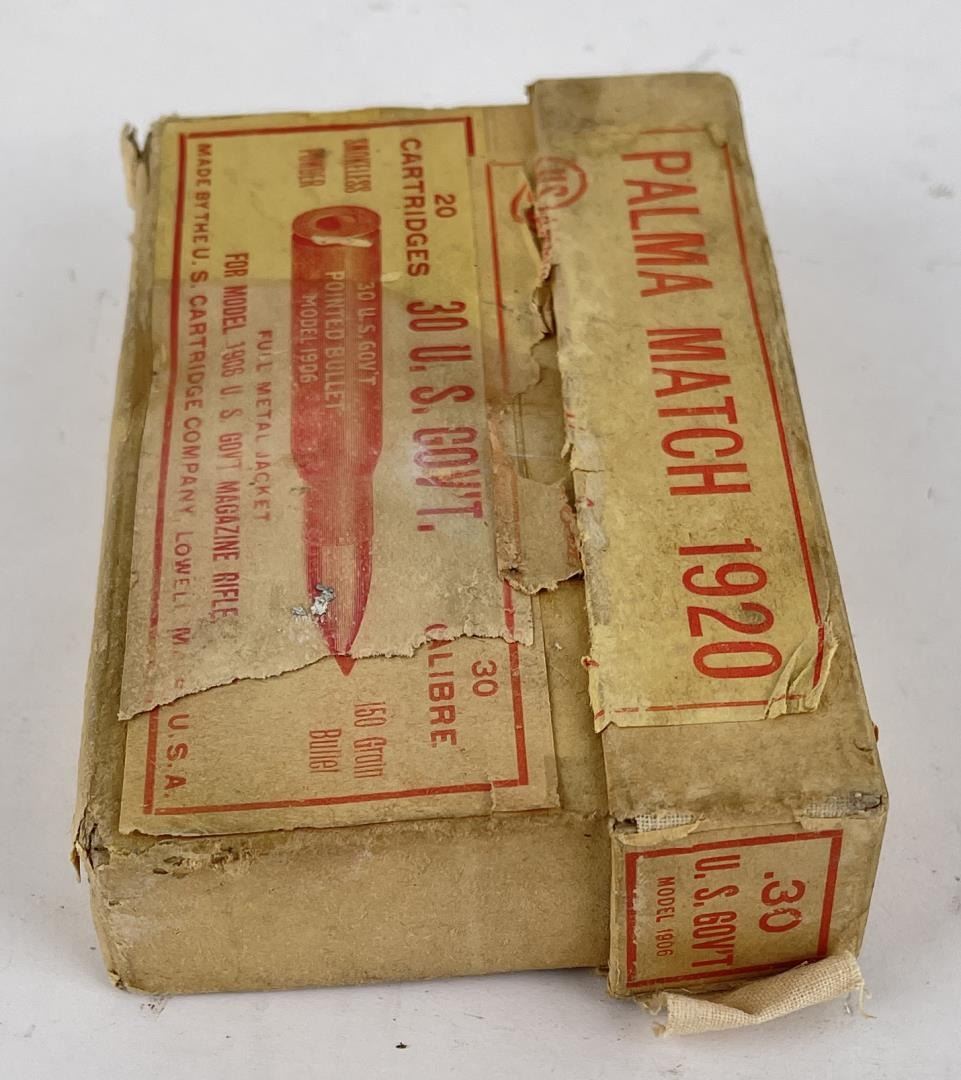 PALMA MATCH 1920
US
20
CARTRIDGES
30 U.S. GOV'T.
30
CALIBRE
SMOKELESS
POWDER
30 U.S. GOV'T
POINTED BULLET
MODEL 1906
150 Grain
Bullet
FULL METAL JACKET
FOR MODEL 1906 U S GOVT MAGAZINE RIFLE.
MADE BY THE U. S. CARTRIDGE COMPANY, LOWELL U. S. A.
.30
U. S. GOV'T
MODEL 1906